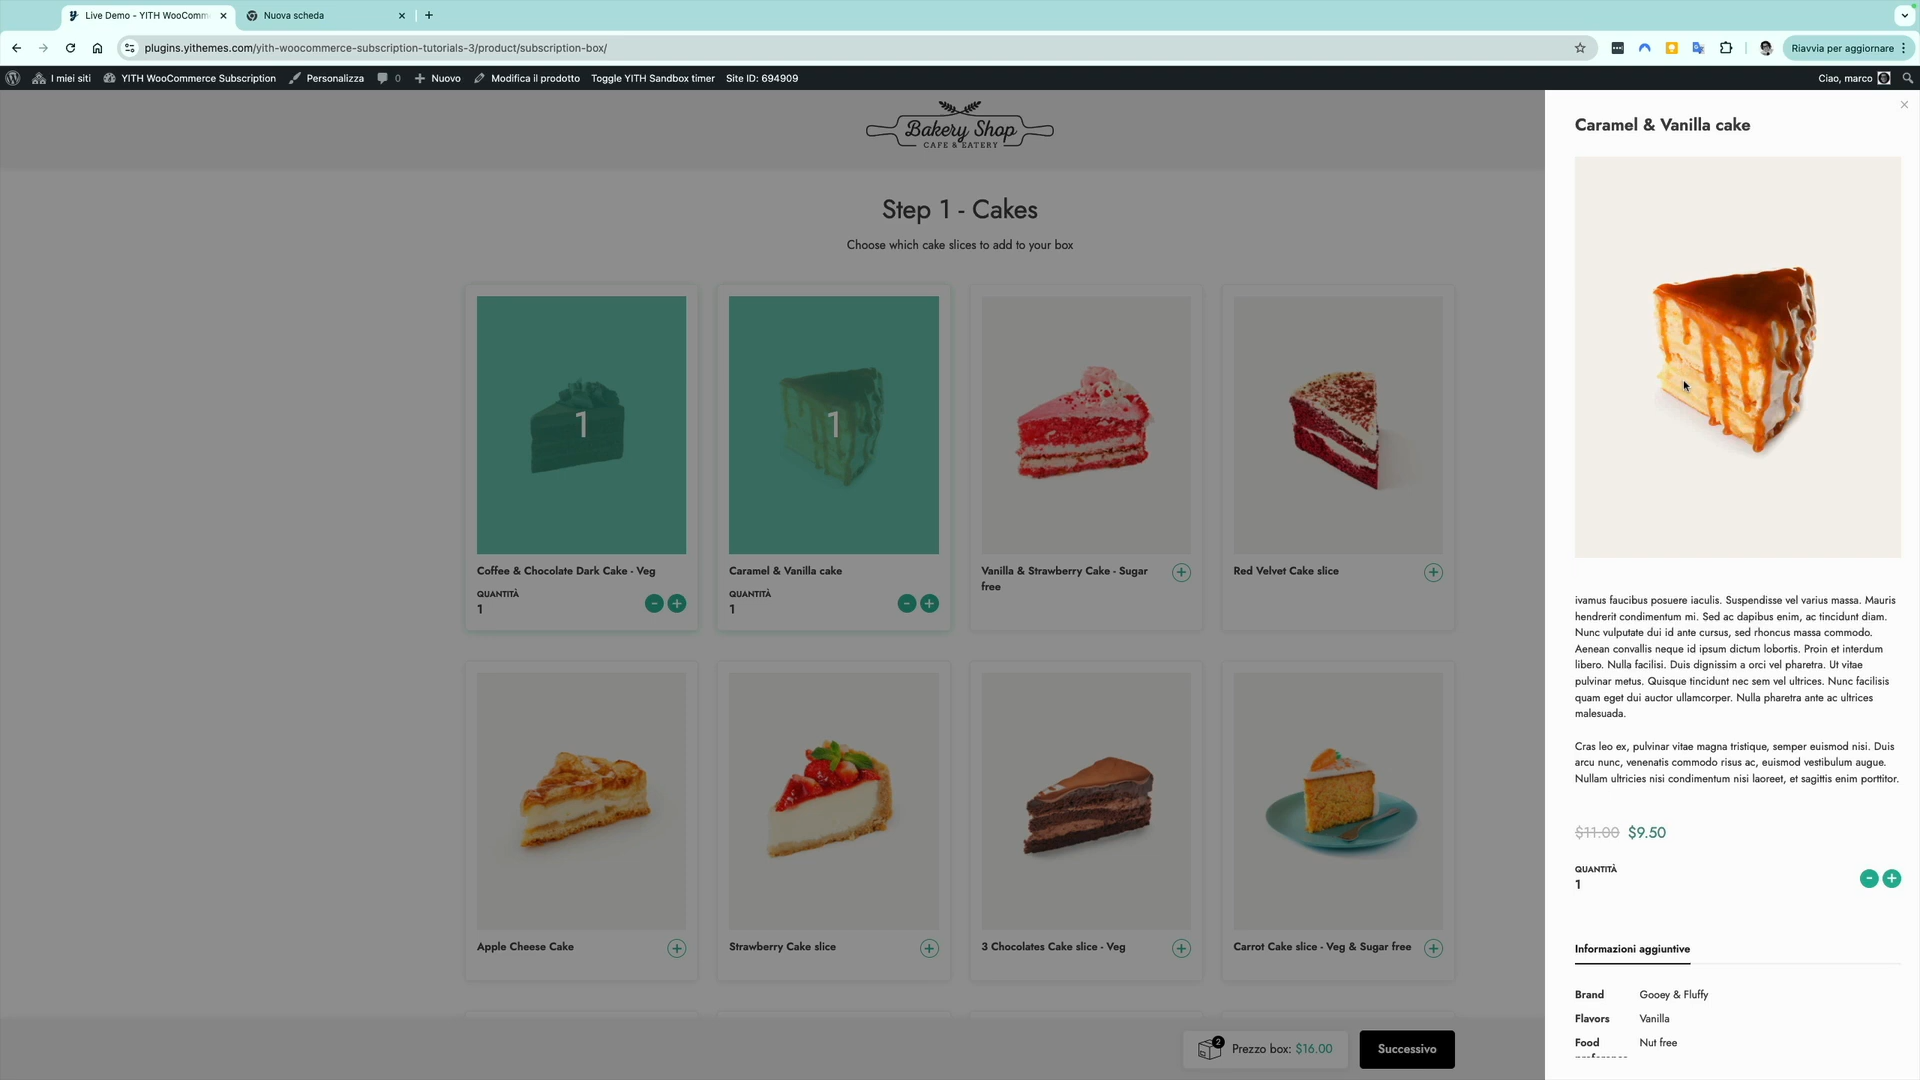 Live Demo - YITH WooComm
Nuova scheda
plugins.yithemes.com/yith-woocommerce-subscription-tutorials-3/product/subscription-box/
Riavvia per aggiornare
I miei siti
YITH WooCommerce Subscription
Personalizza
0
Nuovo
Modifica il prodotto
Toggle YITH Sandbox timer
Site ID: 694909
Ciao, marco
Bakery Shop
CAFE & EATERY
Step 1 - Cakes
Choose which cake slices to add to your box
1
1
Coffee & Chocolate Dark Cake - Veg
QUANTITÀ
1
Caramel & Vanilla cake
QUANTITÀ
1
Vanilla & Strawberry Cake - Sugar
free
Red Velvet Cake slice
Apple Cheese Cake
Strawberry Cake slice
3 Chocolates Cake slice - Veg
Carrot Cake slice - Veg & Sugar free
2
Prezzo box: $16.00
Successivo
Caramel & Vanilla cake
ivamus faucibus posuere iaculis. Suspendisse vel varius massa. Mauris
hendrerit condimentum mi. Sed ac dapibus enim, ac tincidunt diam.
Nunc vulputate dui id ante cursus, sed rhoncus massa commodo.
Aenean convallis neque id ipsum dictum lobortis. Proin et interdum
libero. Nulla facilisi. Duis dignissim a orci vel pharetra. Ut vitae
pulvinar metus. Quisque tincidunt nec sem vel ultrices. Nunc facilisis
quam eget dui auctor ullamcorper. Nulla pharetra ante ac ultrices
malesuada.
Cras leo ex, pulvinar vitae magna tristique, semper euismod nisi. Duis
arcu nunc, venenatis commodo risus ac, euismod vestibulum augue.
Nullam ultricies nisi condimentum nisi laoreet, et sagittis enim porttitor.
$11.00 $9.50
QUANTITÀ
1
Informazioni aggiuntive
Brand Gooey & Fluffy
Flavors Vanilla
Food Nut free